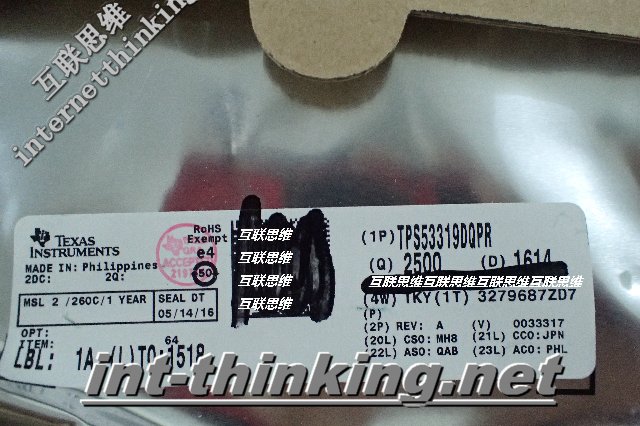 互联思维
internetthinking
TEXAS
INSTRUMENTS
RoHS
Exempt
e4
MADE IN: Philippines
2DC: 2Q:
MSL 2 /260C/1 YEAR
SEAL DT
05/14/16
OPT:
ITEM:
LBL: 1A (L)TO:1518
64
互联思维
互联思维
互联思维
互联思维
(1P) TPS53319DQPR
(Q) 2500 (D) 1614
互联思维互联思维互联思维互联思维
(4W) TKY(1T) 3279687ZD7
(P)
(2P) REV: A (V) 0033317
(20L) CSO: MH8 (21L) CCO:JPN
(22L) ASO: QAB (23L) ACO: PHL
int-thinking.net